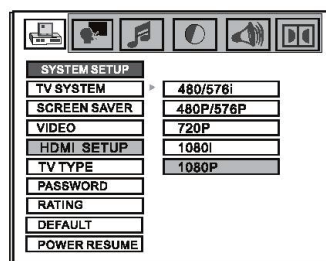 SYSTEM SETUP
TV SYSTEM
SCREEN SAVER
VIDEO
HDMI SETUP
TV TYPE
PASSWORD
RATING
DEFAULT
POWER RESUME
480/576i
480P/576P
720P
1080I
1080P